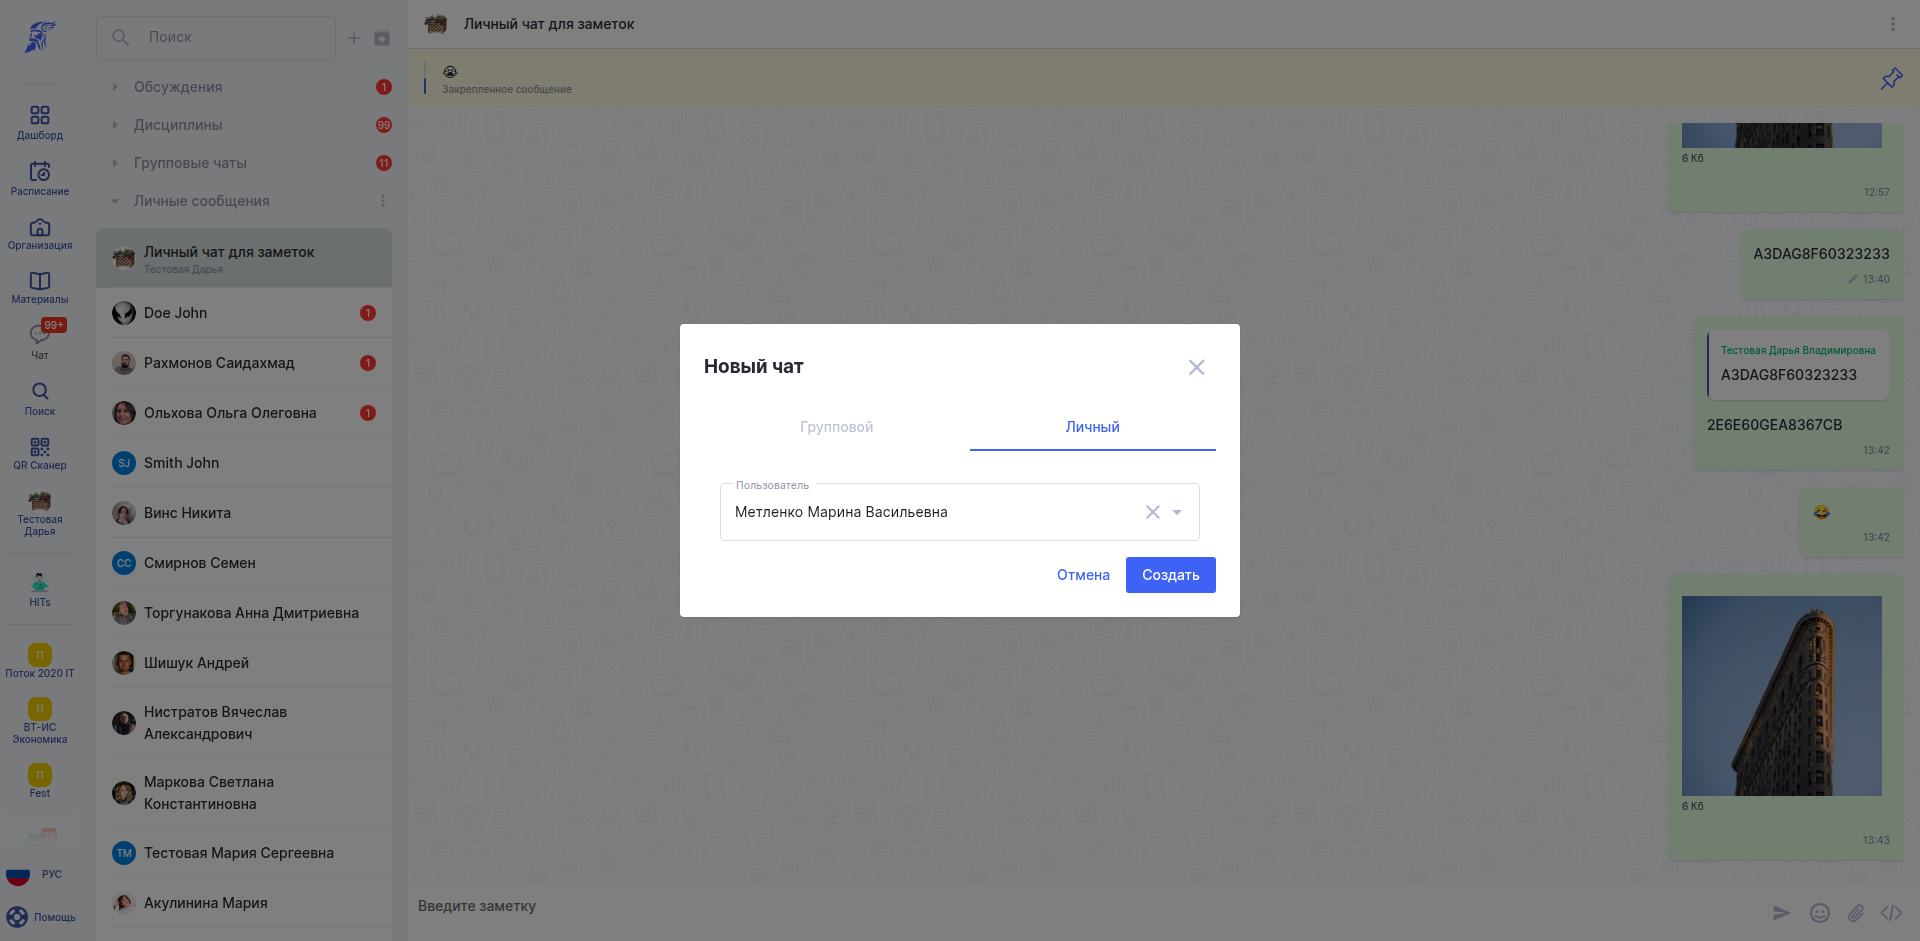 Поиск
Обсуждения
1
Дисциплины
99
Групповые чаты
11
Личные сообщения
Личный чат для заметок
Тестовая Дарья
Doe John
1
Рахмонов Саидахмад
1
Ольхова Ольга Олеговна
1
SJ
Smith John
Винс Никита
CC
Смирнов Семен
Торгунакова Анна Дмитриевна
Шишук Андрей
Нистратов Вячеслав
Александрович
Маркова Светлана
Константиновна
TM
Тестовая Мария Сергеевна
Акулинина Мария
Дашборд
Расписание
Организация
Материалы
99+
Чат
Поиск
QR Сканер
Тестовая
Дарья
HITs
П
Поток 2020 IT
П
ВТ-ИС
Экономика
П
Fest
РУС
Помощь
Личный чат для заметок
Закрепленное сообщение
6 Кб
12:57
A3DAG8F60323233
13:40
Тестовая Дарья Владимировна
A3DAG8F60323233
2E6E60GEA8367CB
13:42
13:42
6 Кб
13:43
Введите заметку
Новый чат
Групповой
Личный
Пользователь
Метленко Марина Васильевна
Отмена
Создать